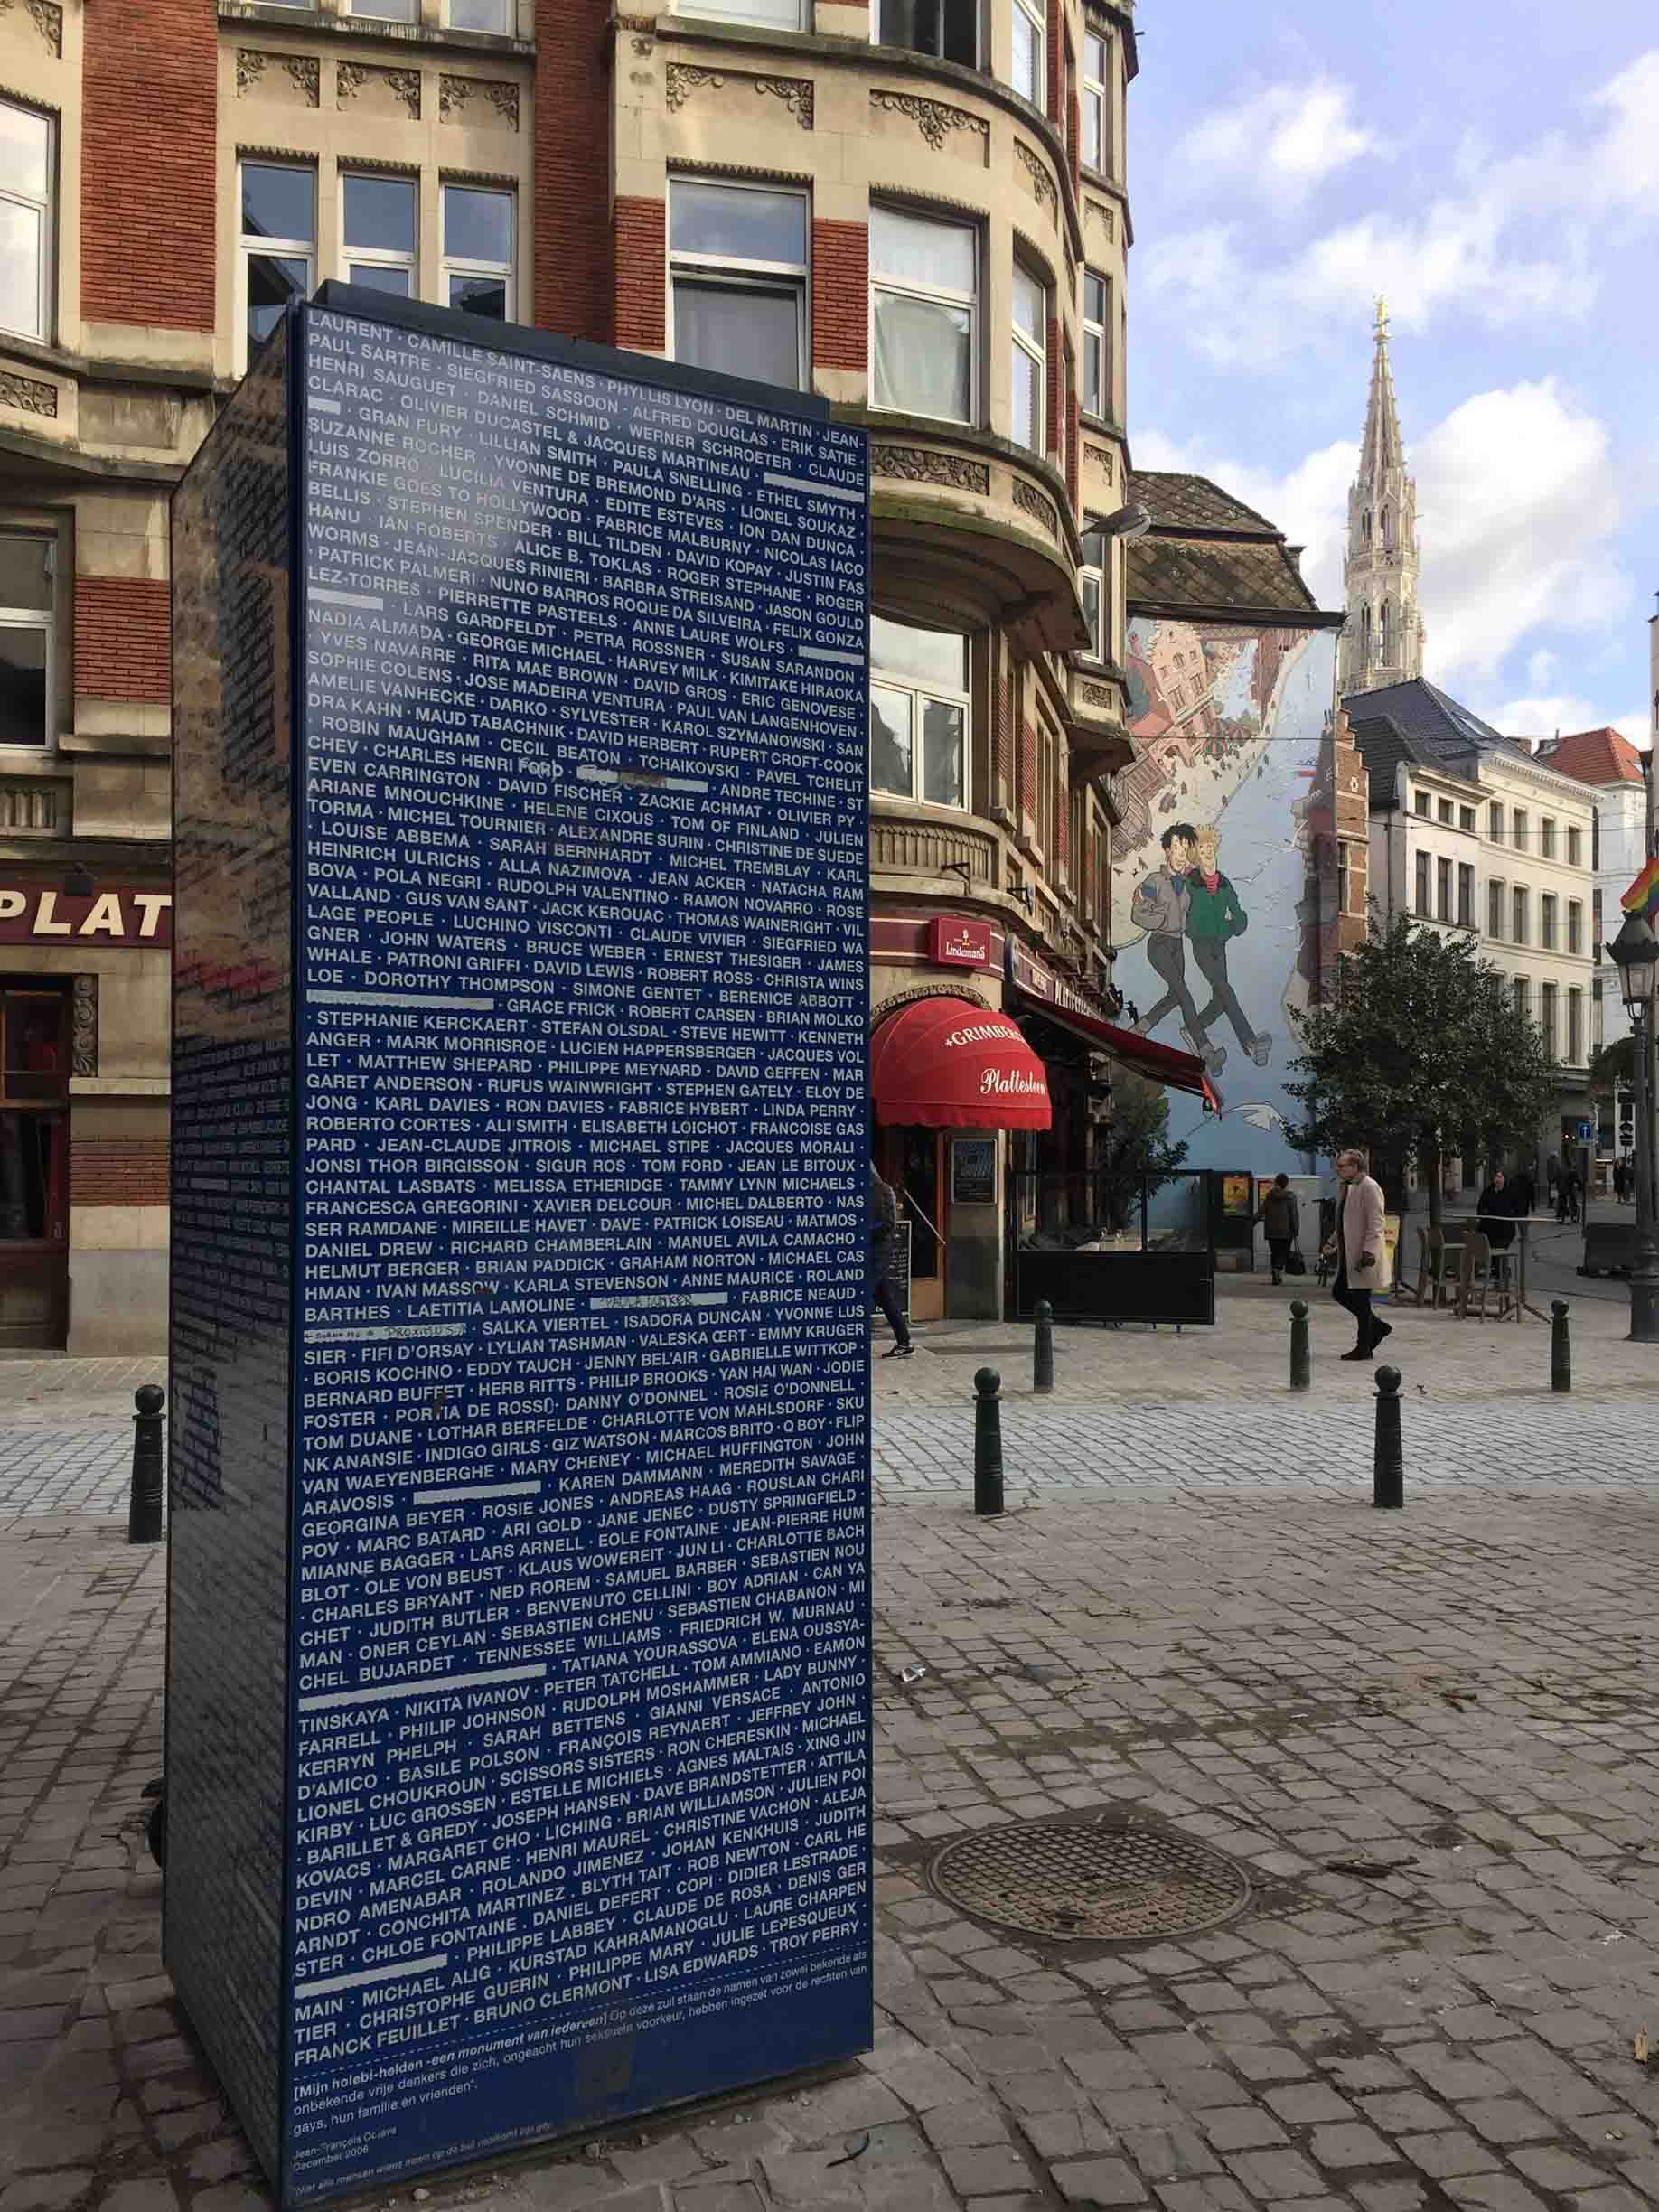 LAURENT · CAMILLE SAINT-SAENS · PHYLLIS LYON · DEL MARTIN · JEAN-
PAUL SARTRE · SIEGFRIED SASSOON · ALFRED DOUGLAS · ERIK SATIE ·
HENRI SAUGUET · DANIEL SCHMID · WERNER SCHROETER · CLAUDE
CLARAC · OLIVIER DUCASTEL & JACQUES MARTINEAU ·
· GRAN FURY · LILLIAN SMITH · PAULA SNELLING · ETHEL SMYTH
SUZANNE ROCHER · YVONNE DE BREMOND D'ARS · LIONEL SOUKAZ
LUIS ZORRO · LUCILIA VENTURA · EDITE ESTEVES · ION DAN DUNCA
FRANKIE GOES TO HOLLYWOOD · FABRICE MALBURNY · NICOLAS IACO
BELLIS · STEPHEN SPENDER · BILL TILDEN · DAVID KOPAY · JUSTIN FAS
HANU · IAN ROBERTS · ALICE B. TOKLAS · ROGER STEPHANE · ROGER
WORMS · JEAN-JACQUES RINIERI · BARBRA STREISAND · JASON GOULD
· PATRICK PALMERI · NUNO BARROS ROQUE DA SILVEIRA · FELIX GONZA
LEZ-TORRES · PIERRETTE PASTEELS · ANNE LAURE WOLFS ·
· LARS GARDFELDT · PETRA ROSSNER · SUSAN SARANDON ·
NADIA ALMADA · GEORGE MICHAEL · HARVEY MILK · KIMITAKE HIRAOKA
· YVES NAVARRE · RITA MAE BROWN · DAVID GROS · ERIC GENOVESE
SOPHIE COLENS · JOSE MADEIRA VENTURA · PAUL VAN LANGENHOVEN
AMELIE VANHECKE · DARKO · SYLVESTER · KAROL SZYMANOWSKI · SAN
DRA KAHN · MAUD TABACHNIK · DAVID HERBERT · RUPERT CROFT-COOK
· ROBIN MAUGHAM · CECIL BEATON · TCHAIKOVSKI · PAVEL TCHELIT
CHEV · CHARLES HENRI FORD · ANDRE TECHINE · ST
EVEN CARRINGTON · DAVID FISCHER · ZACKIE ACHMAT · OLIVIER PY ·
ARIANE MNOUCHKINE · HELENE CIXOUS · TOM OF FINLAND · JULIEN
TORMA · MICHEL TOURNIER · ALEXANDRE SURIN · CHRISTINE DE SUEDE
· LOUISE ABBEMA · SARAH BERNHARDT · MICHEL TREMBLAY · KARL
HEINRICH ULRICHS · ALLA NAZIMOVA · JEAN ACKER · NATACHA RAM
BOVA · POLA NEGRI · RUDOLPH VALENTINO · RAMON NOVARRO · ROSE
VALLAND · GUS VAN SANT · JACK KEROUAC · THOMAS WAINERIGHT · VIL
LAGE PEOPLE · LUCHINO VISCONTI · CLAUDE VIVIER · SIEGFRIED WA
GNER · JOHN WATERS · BRUCE WEBER · ERNEST THESIGER · JAMES
WHALE · PATRONI GRIFFI · DAVID LEWIS · ROBERT ROSS · CHRISTA WINS
LOE · DOROTHY THOMPSON · SIMONE GENTET · BERENICE ABBOTT ·
· GRACE FRICK · ROBERT CARSEN · BRIAN MOLKO
· STEPHANIE KERCKAERT · STEFAN OLSDAL · STEVE HEWITT · KENNETH
ANGER · MARK MORRISROE · LUCIEN HAPPERSBERGER · JACQUES VOL
LET · MATTHEW SHEPARD · PHILIPPE MEYNARD · DAVID GEFFEN · MAR
GARET ANDERSON · RUFUS WAINWRIGHT · STEPHEN GATELY · ELOY DE
JONG · KARL DAVIES · RON DAVIES · FABRICE HYBERT · LINDA PERRY ·
ROBERTO CORTES · ALI SMITH · ELISABETH LOICHOT · FRANCOISE GAS
PARD · JEAN-CLAUDE JITROIS · MICHAEL STIPE · JACQUES MORALI ·
JONSI THOR BIRGISSON · SIGUR ROS · TOM FORD · JEAN LE BITOUX ·
CHANTAL LASBATS · MELISSA ETHERIDGE · TAMMY LYNN MICHAELS ·
FRANCESCA GREGORINI · XAVIER DELCOUR · MICHEL DALBERTO · NAS
SER RAMDANE · MIREILLE HAVET · DAVE · PATRICK LOISEAU · MATMOS ·
DANIEL DREW · RICHARD CHAMBERLAIN · MANUEL AVILA CAMACHO ·
HELMUT BERGER · BRIAN PADDICK · GRAHAM NORTON · MICHAEL CAS
HMAN · IVAN MASSOW · KARLA STEVENSON · ANNE MAURICE · ROLAND
BARTHES · LAETITIA LAMOLINE · · FABRICE NEAUD
· SALKA VIERTEL · ISADORA DUNCAN · YVONNE LUS
SIER · FIFI D'ORSAY · LYLIAN TASHMAN · VALESKA ŒRT · EMMY KRUGER
· BORIS KOCHNO · EDDY TAUCH · JENNY BEL'AIR · GABRIELLE WITTKOP ·
BERNARD BUFFET · HERB RITTS · PHILIP BROOKS · YAN HAI WAN · JODIE
FOSTER · PORTIA DE ROSSI · DANNY O'DONNEL · ROSIE O'DONNELL
TOM DUANE · LOTHAR BERFELDE · CHARLOTTE VON MAHLSDORF · SKU
NK ANANSIE · INDIGO GIRLS · GIZ WATSON · MARCOS BRITO · Q BOY · FLIP
VAN WAEYENBERGHE · MARY CHENEY · MICHAEL HUFFINGTON · JOHN
ARAVOSIS · · KAREN DAMMANN · MEREDITH SAVAGE
GEORGINA BEYER · ROSIE JONES · ANDREAS HAAG · ROUSLAN CHARI
POV · MARC BATARD · ARI GOLD · JANE JENEC · DUSTY SPRINGFIELD ·
MIANNE BAGGER · LARS ARNELL · EOLE FONTAINE · JEAN-PIERRE HUM
BLOT · OLE VON BEUST · KLAUS WOWEREIT · JUN LI · CHARLOTTE BACH
· CHARLES BRYANT · NED ROREM · SAMUEL BARBER · SEBASTIEN NOU
CHET · JUDITH BUTLER · BENVENUTO CELLINI · BOY ADRIAN · CAN YA
MAN · ONER CEYLAN · SEBASTIEN CHENU · SEBASTIEN CHABANON · MI
CHEL BUJARDET · TENNESSEE WILLIAMS · FRIEDRICH W. MURNAU ·
· TATIANA YOURASSOVA · ELENA OUSSYA-
TINSKAYA · NIKITA IVANOV · PETER TATCHELL · TOM AMMIANO · EAMON
FARRELL · PHILIP JOHNSON · RUDOLPH MOSHAMMER · LADY BUNNY ·
KERRYN PHELPH · SARAH BETTENS · GIANNI VERSACE · ANTONIO
D'AMICO · BASILE POLSON · FRANÇOIS REYNAERT · JEFFREY JOHN ·
LIONEL CHOUKROUN · SCISSORS SISTERS · RON CHERESKIN · MICHAEL
KIRBY · LUC GROSSEN · ESTELLE MICHIELS · AGNES MALTAIS · XING JIN
· BARILLET & GREDY · JOSEPH HANSEN · DAVE BRANDSTETTER · ATTILA
KOVACS · MARGARET CHO · LICHING · BRIAN WILLIAMSON · JULIEN POI
DEVIN · MARCEL CARNE · HENRI MAUREL · CHRISTINE VACHON · ALEJA
NDRO AMENABAR · ROLANDO JIMENEZ · JOHAN KENKHUIS · JUDITH
ARNDT · CONCHITA MARTINEZ . BLYTH TAIT · ROB NEWTON · CARL HE
STER · CHLOE FONTAINE . DANIEL DEFERT · COPI · DIDIER LESTRADE ·
· PHILIPPE LABBEY · CLAUDE DE ROSA · DENIS GER
MAIN · MICHAEL ALIG · KURSTAD KAHRAMANOGLU · LAURE CHARPEN
TIER · CHRISTOPHE GUERIN · PHILIPPE MARY · JULIE LEPESQUEUX ·
FRANCK FEUILLET · BRUNO CLERMONT · LISA EDWARDS · TROY PERRY ·
[Mijn holebi-helden -een monument van iedereen] Op deze zuil staan de namen van zowel bekende als
onbekende vrije denkers die zich, ongeacht hun seksuele voorkeur, hebben ingezet voor de rechten van
gays, hun familie en vrienden".
Jean-François
December 2006
PLAT
Lindemans
GRIMBERG
Plattesteen